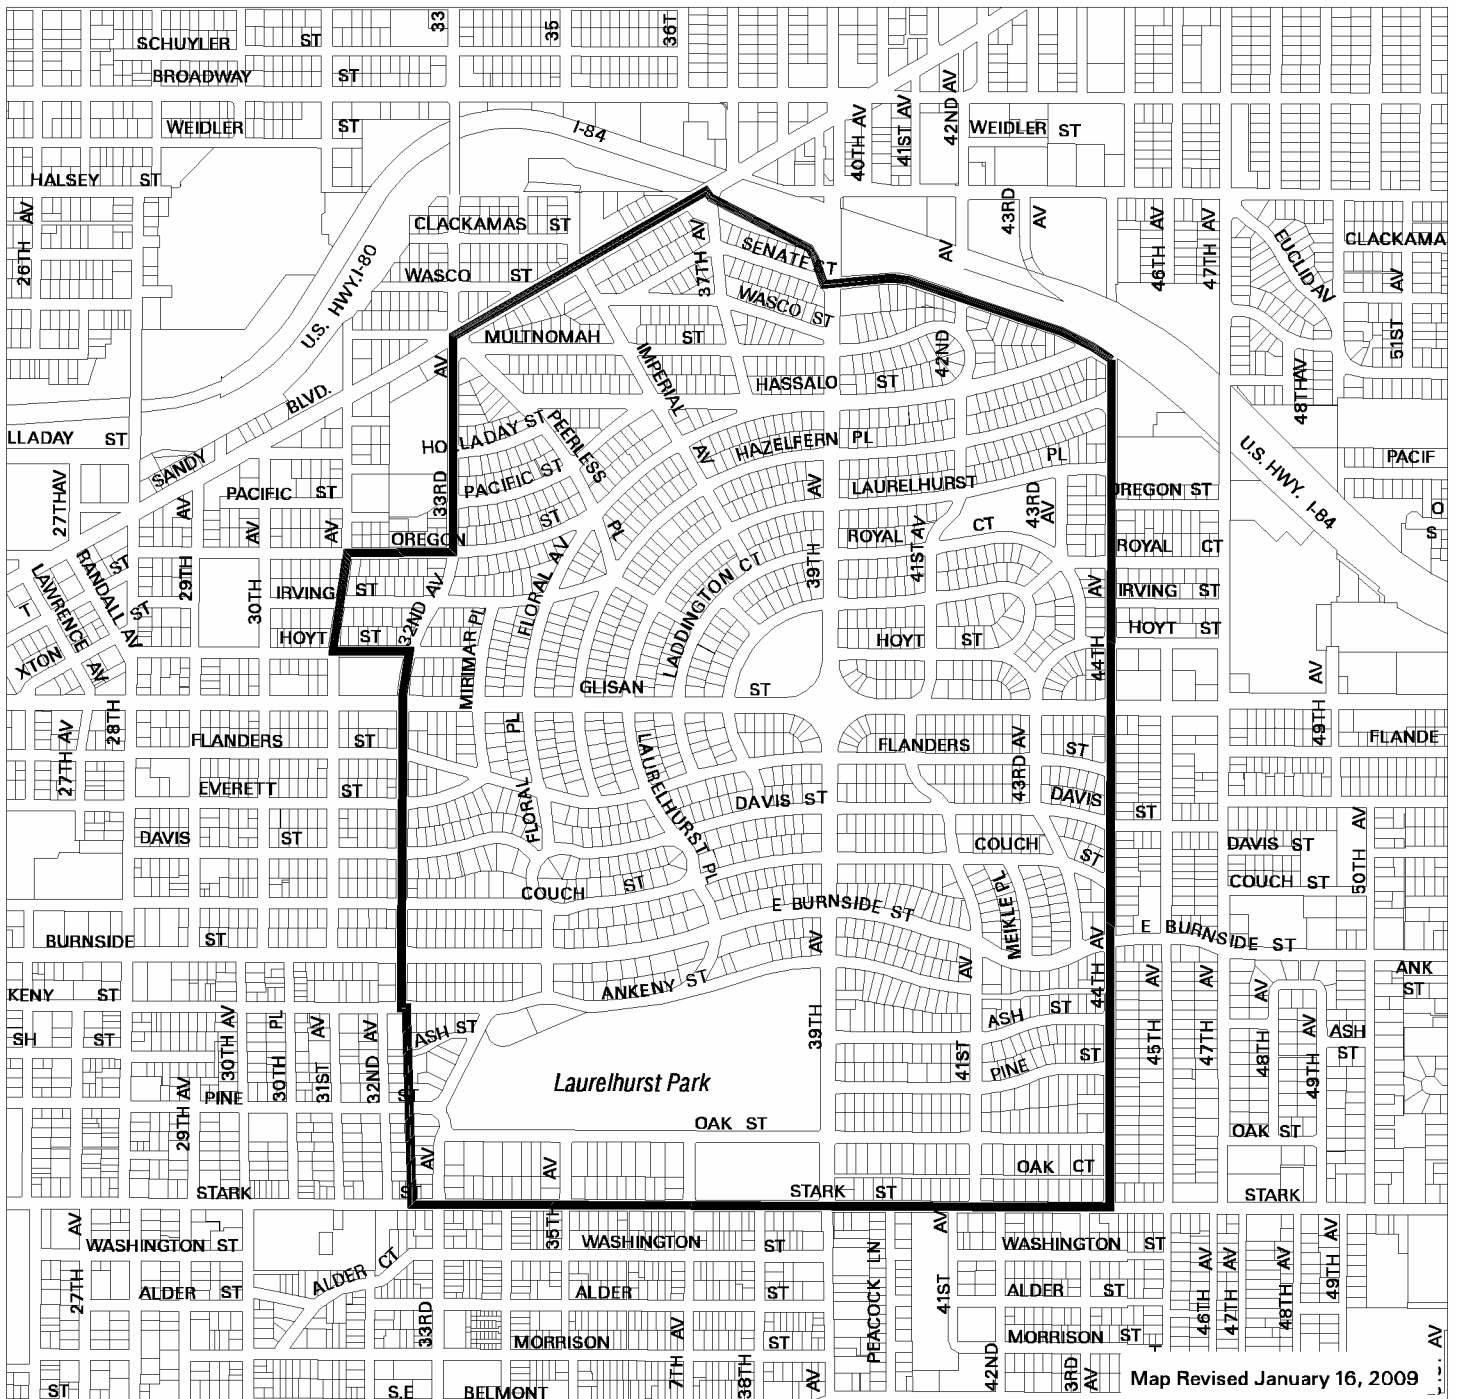 33
35
36T
SCHUYLER ST
BROADWAY ST
WEIDLER ST
I-84
40TH AV
41ST AV
42ND AV
WEIDLER ST
HALSEY ST
26TH AV
CLACKAMAS ST
WASCO ST
U.S. HWY.I-80
37TH AV
SENATE ST
WASCO ST
AV
43RD AV
46TH AV
47TH AV
EUCLID AV
CLACKAMA
51ST AV
48TH AV
MULTNOMAH ST
IMPERIAL AV
HASSALO ST
42ND
AV
BLVD.
SANDY
LLADAY ST
HOLLADAY ST
PEERLESS PL
HAZELFERN PL
PACIFIC ST
LAURELHURST PL
U.S. HWY. I-84
PACIF
27THAV
PACIFIC ST
33RD
AV
AV
AV
OREGON ST
39TH AV
ROYAL CT
41ST AV
43RD AV
OREGON ST
ROYAL CT
O
S
LAWRENCE AV
RANDALL AV
ST
ST
T
XTON
29TH
30TH
IRVING ST
HOYT ST
32ND AV
FLORAL AV
MIRIMAR PL
LADDINGTON CT
HOYT ST
44TH AV
IRVING ST
HOYT ST
GLISAN ST
27TH AV
28TH
FLANDERS ST
EVERETT ST
DAVIS ST
FLORAL PL
LAURELHURST PL
DAVIS ST
FLANDERS ST
43RD AV
DAVIS ST
ST
49TH AV
FLANDE
DAVIS ST
COUCH ST
50TH AV
COUCH ST
COUCH
MEIKLE PL
BURNSIDE ST
E BURNSIDE ST
E BURNSIDE ST
KENY ST
SH ST
ANKENY ST
39TH AV
41ST AV
44TH AV
45TH AV
47TH AV
48TH AV
49TH AV
ANK ST
ASH ST
29TH AV
30TH AV
30TH PL
31ST AV
32ND AV
PINE ST
ASH ST
Laurelhurst Park
ASH ST
PINE ST
OAK ST
OAK ST
OAK CT
AV
AV
STARK ST
STARK ST
STARK
27TH AV
WASHINGTON ST
ALDER ST
ALDER CT
33RD
35TH
WASHINGTON ST
ALDER ST
MORRISON ST
7TH AV
38TH
AV
PEACOCK LN
41ST AV
42ND
3RD AV
WASHINGTON ST
ALDER ST
MORRISON ST
46TH AV
47TH AV
48TH AV
49TH AV
AV
ST
S.E BELMONT
Map Revised January 16, 2009